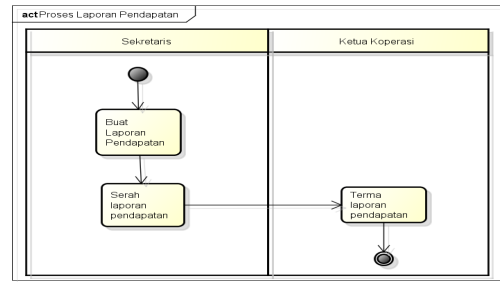 act Proses Laporan Pendapatan
Sekretaris
Ketua Koperasi
Buat
Laporan
Pendapatan
Serah
laporan
pendapatan
Terma
laporan
pendapatan